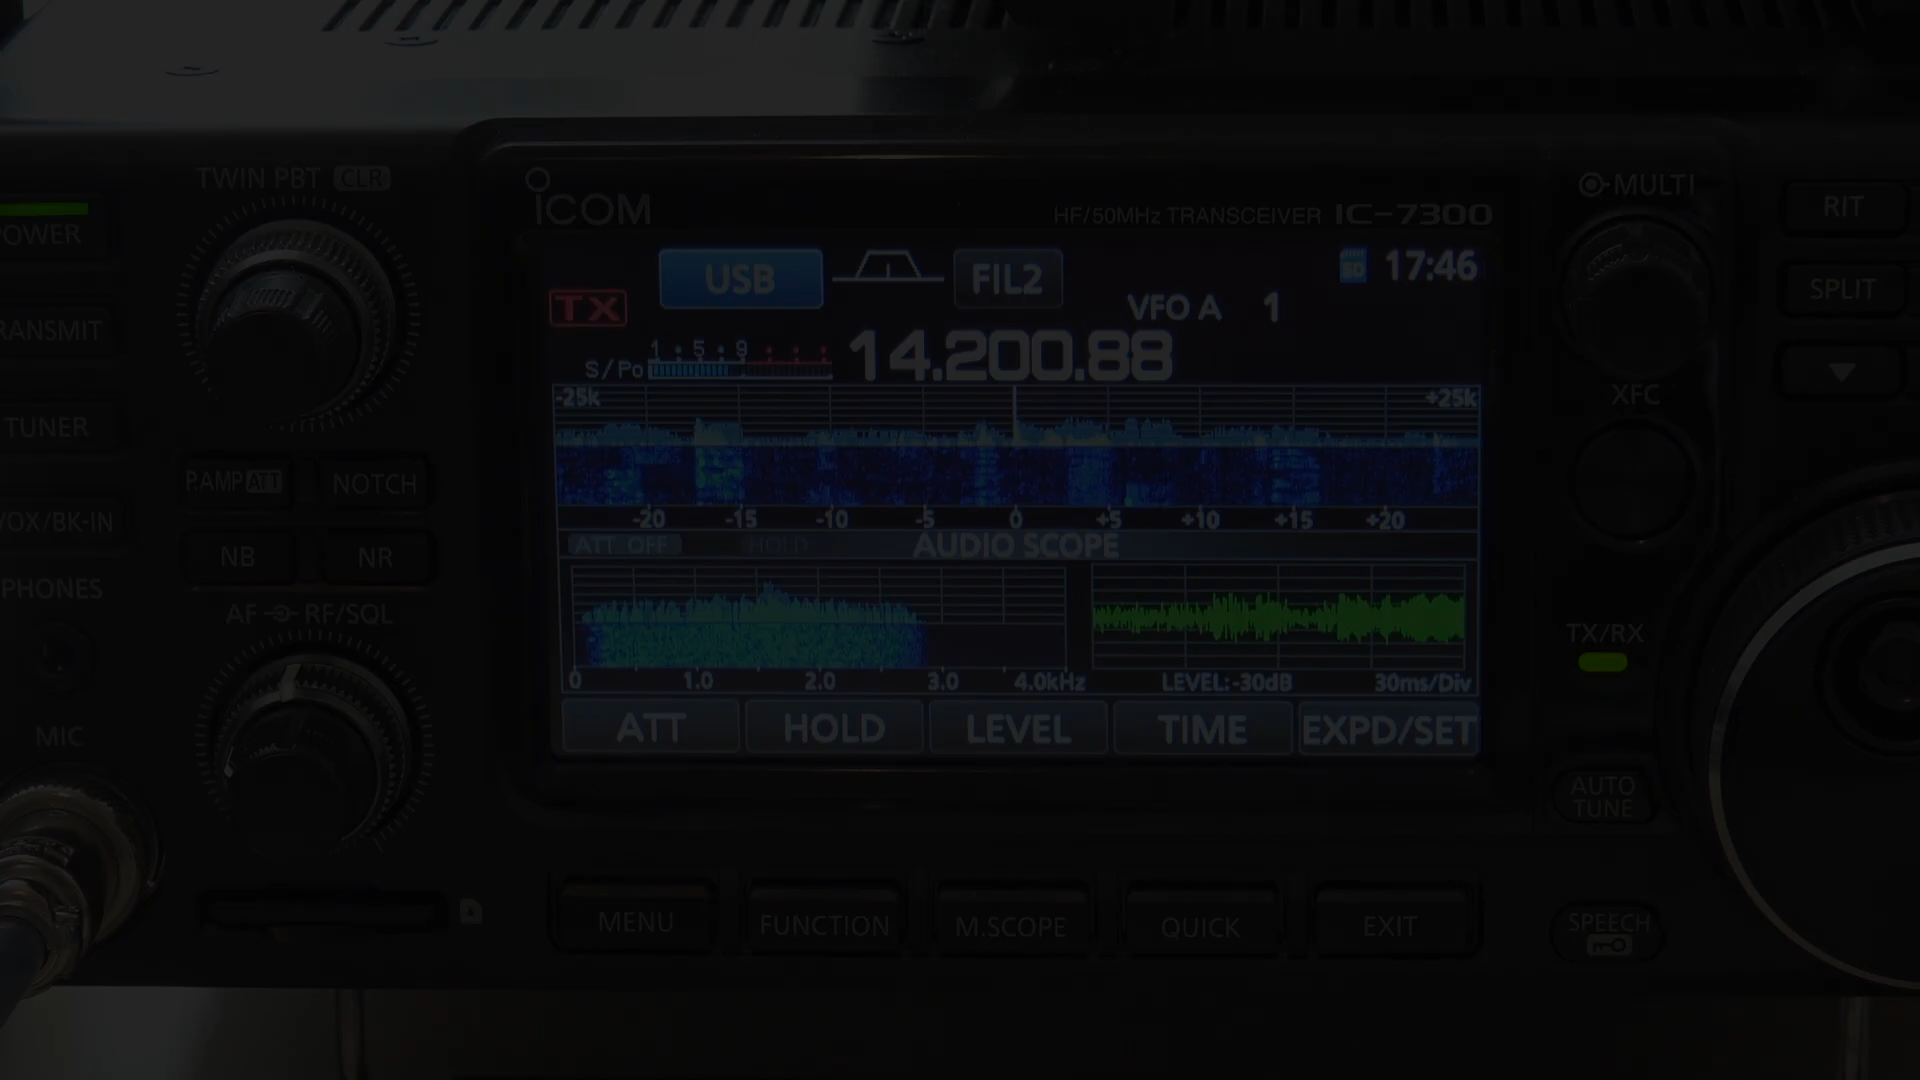 TWIN PBT CLR
ICOM
HF/50MHz TRANSCEIVER IC-7300
MULTI
RIT
POWER
USB
FIL2
SD 17:46
SPLIT
TX
VFO A 1
RANSMIT
1 5 9
S/Po
14.200.88
XFC
-25k +25k
TUNER
P.AMP ATT
NOTCH
VOX/BK-IN
-20 -15 -10 -5 0 +5 +10 +15 +20
ATT OFF HOLD AUDIO SCOPE
NB
NR
PHONES
AF RF/SQL
TX/RX
0 1.0 2.0 3.0 4.0kHz
LEVEL:-30dB 30ms/Div
ATT HOLD LEVEL TIME EXPD/SET
MIC
AUTO
TUNE
MENU FUNCTION M.SCOPE QUICK EXIT
SPEECH